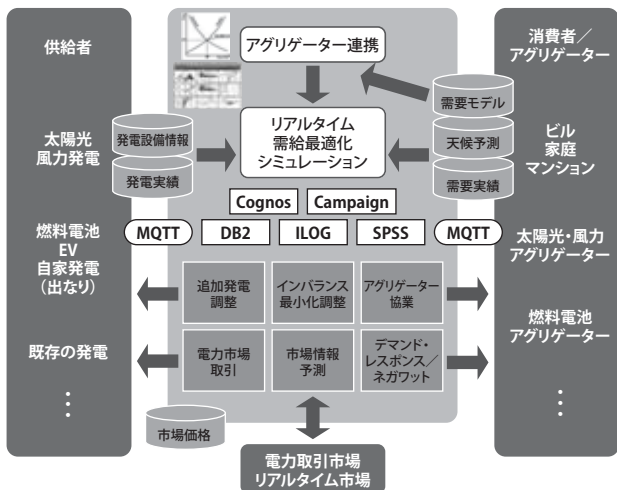 供給者
太陽光
風力発電
燃料電池
EV
自家発電
（出なり）
既存の発電
アグリゲーター連携
リアルタイム
需給最適化
シミュレーション
発電設備情報
発電実績
需要モデル
天候予測
需要実績
Cognos
Campaign
MQTT
DB2
ILOG
SPSS
MQTT
追加発電
調整
インバランス
最小化調整
アグリゲーター
協業
電力市場
取引
市場情報
予測
デマンド・
レスポンス／
ネガワット
市場価格
電力取引市場
リアルタイム市場
消費者／
アグリゲーター
ビル
家庭
マンション
太陽光・風力
アグリゲーター
燃料電池
アグリゲーター